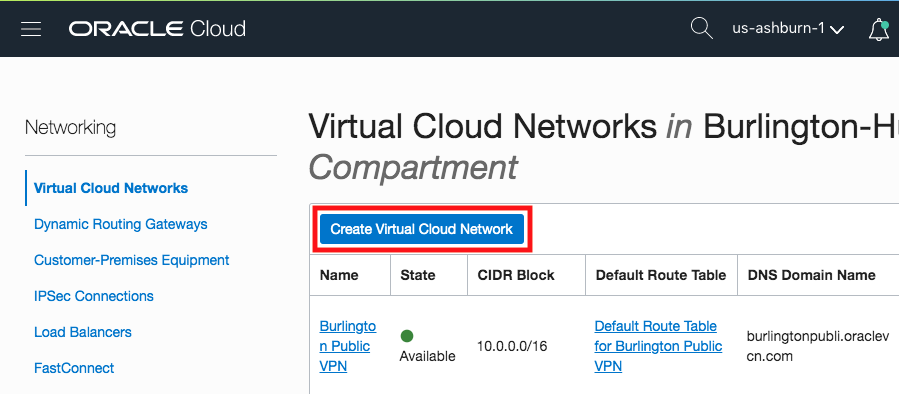 ORACLE Cloud
us-ashburn-1
Networking
Virtual Cloud Networks
Dynamic Routing Gateways
Customer-Premises Equipment
IPSec Connections
Load Balancers
FastConnect
Virtual Cloud Networks in Burlington-H
Compartment
Create Virtual Cloud Network
Name State CIDR Block Default Route Table DNS Domain Name
Burlingto
n Public
VPN
Available
10.0.0.0/16
Default Route Table
for Burlington Public
VPN
burlingtonpubli.oraclev
cn.com